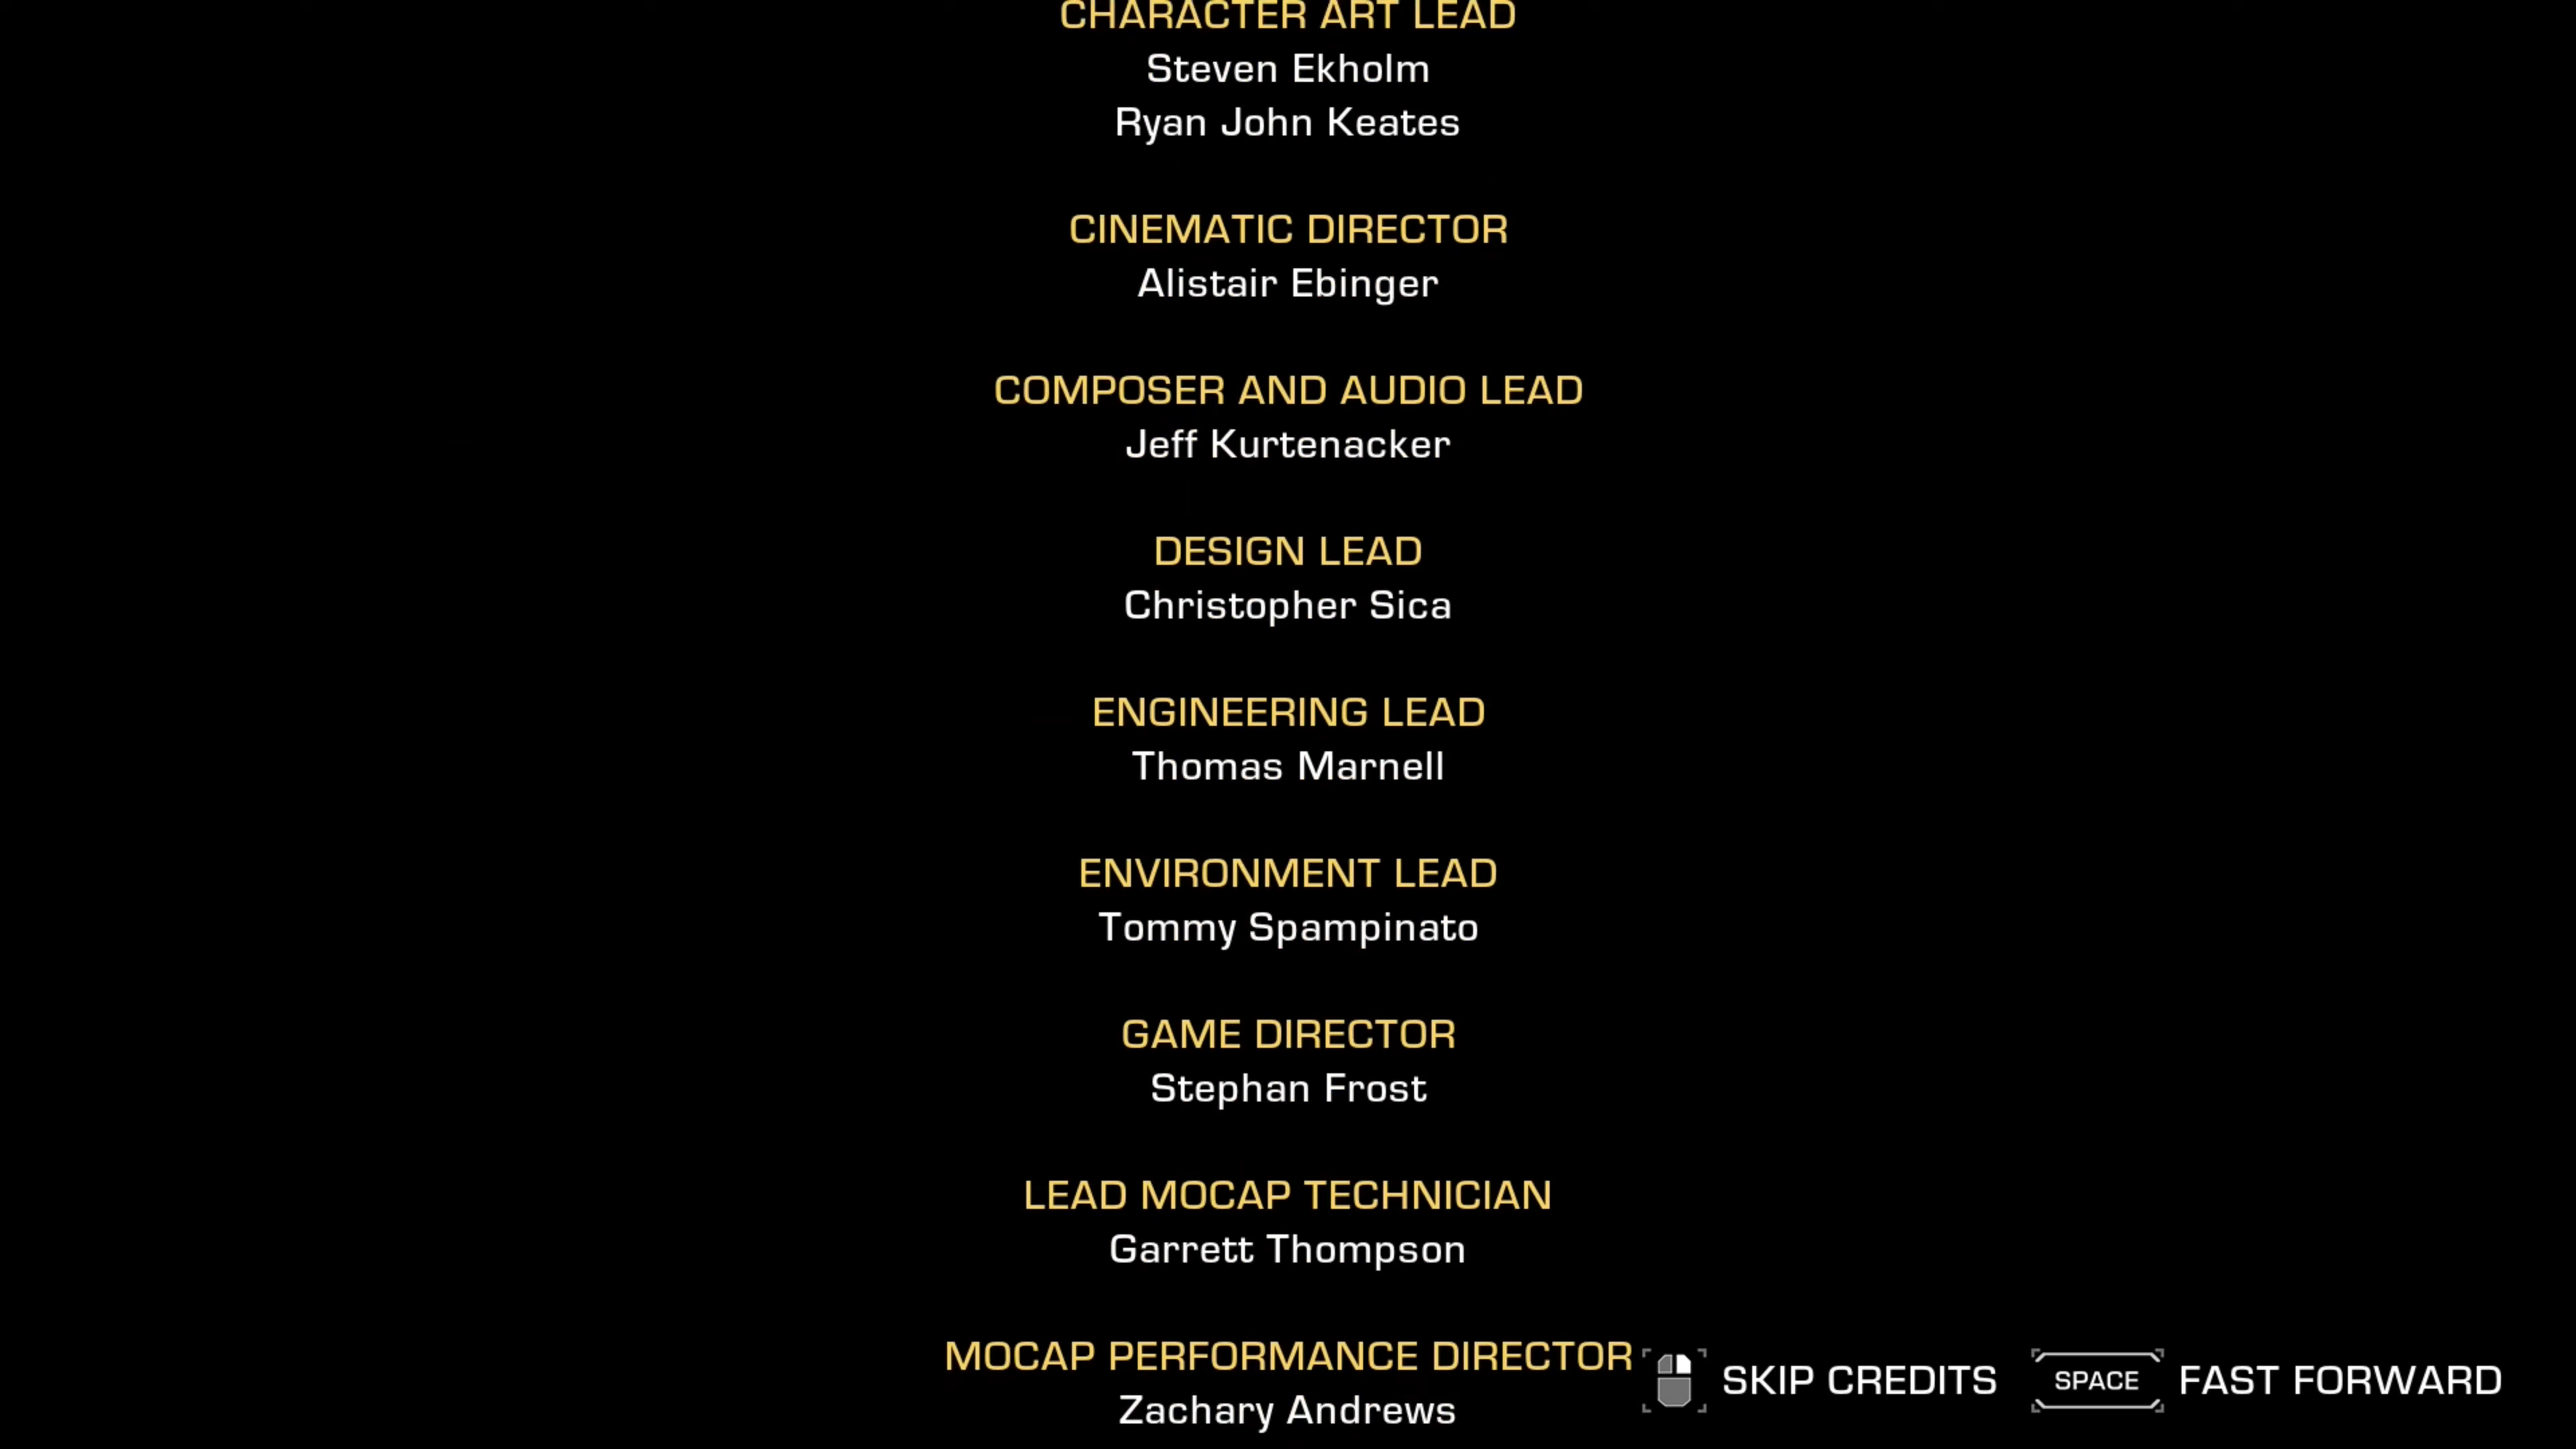 CHARACTER ART LEAD
Steven Ekholm
Ryan John Keates
CINEMATIC DIRECTOR
Alistair Ebinger
COMPOSER AND AUDIO LEAD
Jeff Kurtenacker
DESIGN LEAD
Christopher Sica
ENGINEERING LEAD
Thomas Marnell
ENVIRONMENT LEAD
Tommy Spampinato
GAME DIRECTOR
Stephan Frost
LEAD MOCAP TECHNICIAN
Garrett Thompson
MOCAP PERFORMANCE DIRECTOR
Zachary Andrews
SKIP CREDITS
SPACE FAST FORWARD